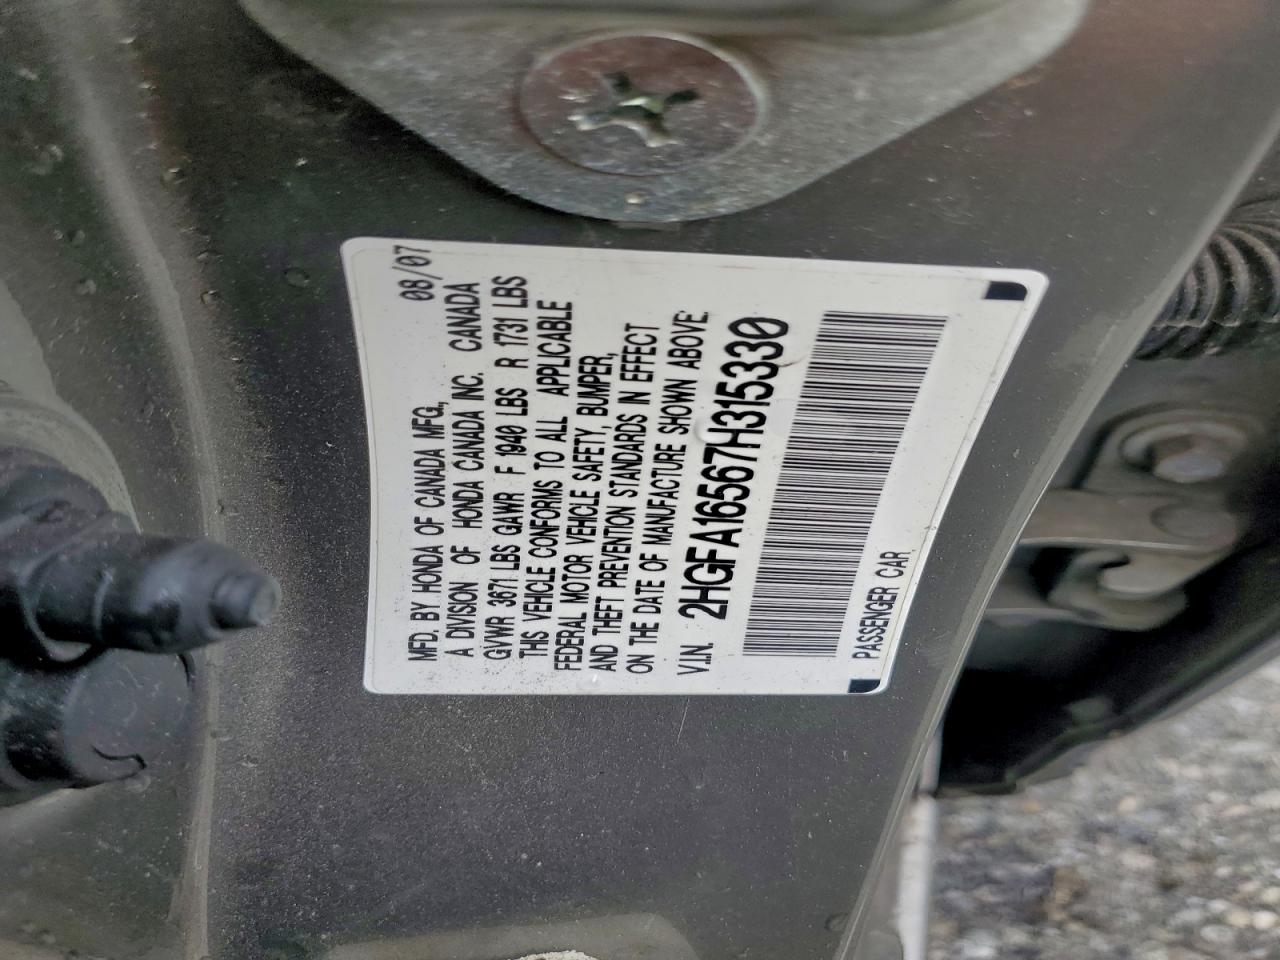 MFD. BY HONDA OF CANADA MFG., 08/07
A DIVISION OF HONDA CANADA INC. CANADA
GVWR 3671 LBS GAWR F 1940 LBS R 1731 LBS
THIS VEHICLE CONFORMS TO ALL APPLICABLE
FEDERAL MOTOR VEHICLE SAFETY, BUMPER,
AND THEFT PREVENTION STANDARDS IN EFFECT
ON THE DATE OF MANUFACTURE SHOWN ABOVE.
V.I.N. 2HGFA16567H315330
PASSENGER CAR